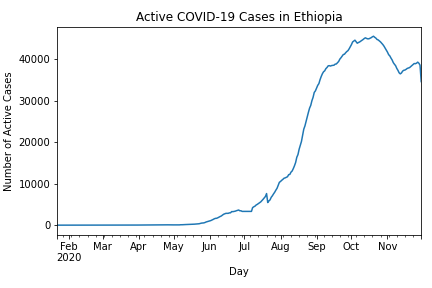 Active COVID-19 Cases in Ethiopia
Number of Active Cases
40000
30000
20000
10000
0
Feb Mar Apr May Jun Jul Aug Sep Oct Nov
2020
Day